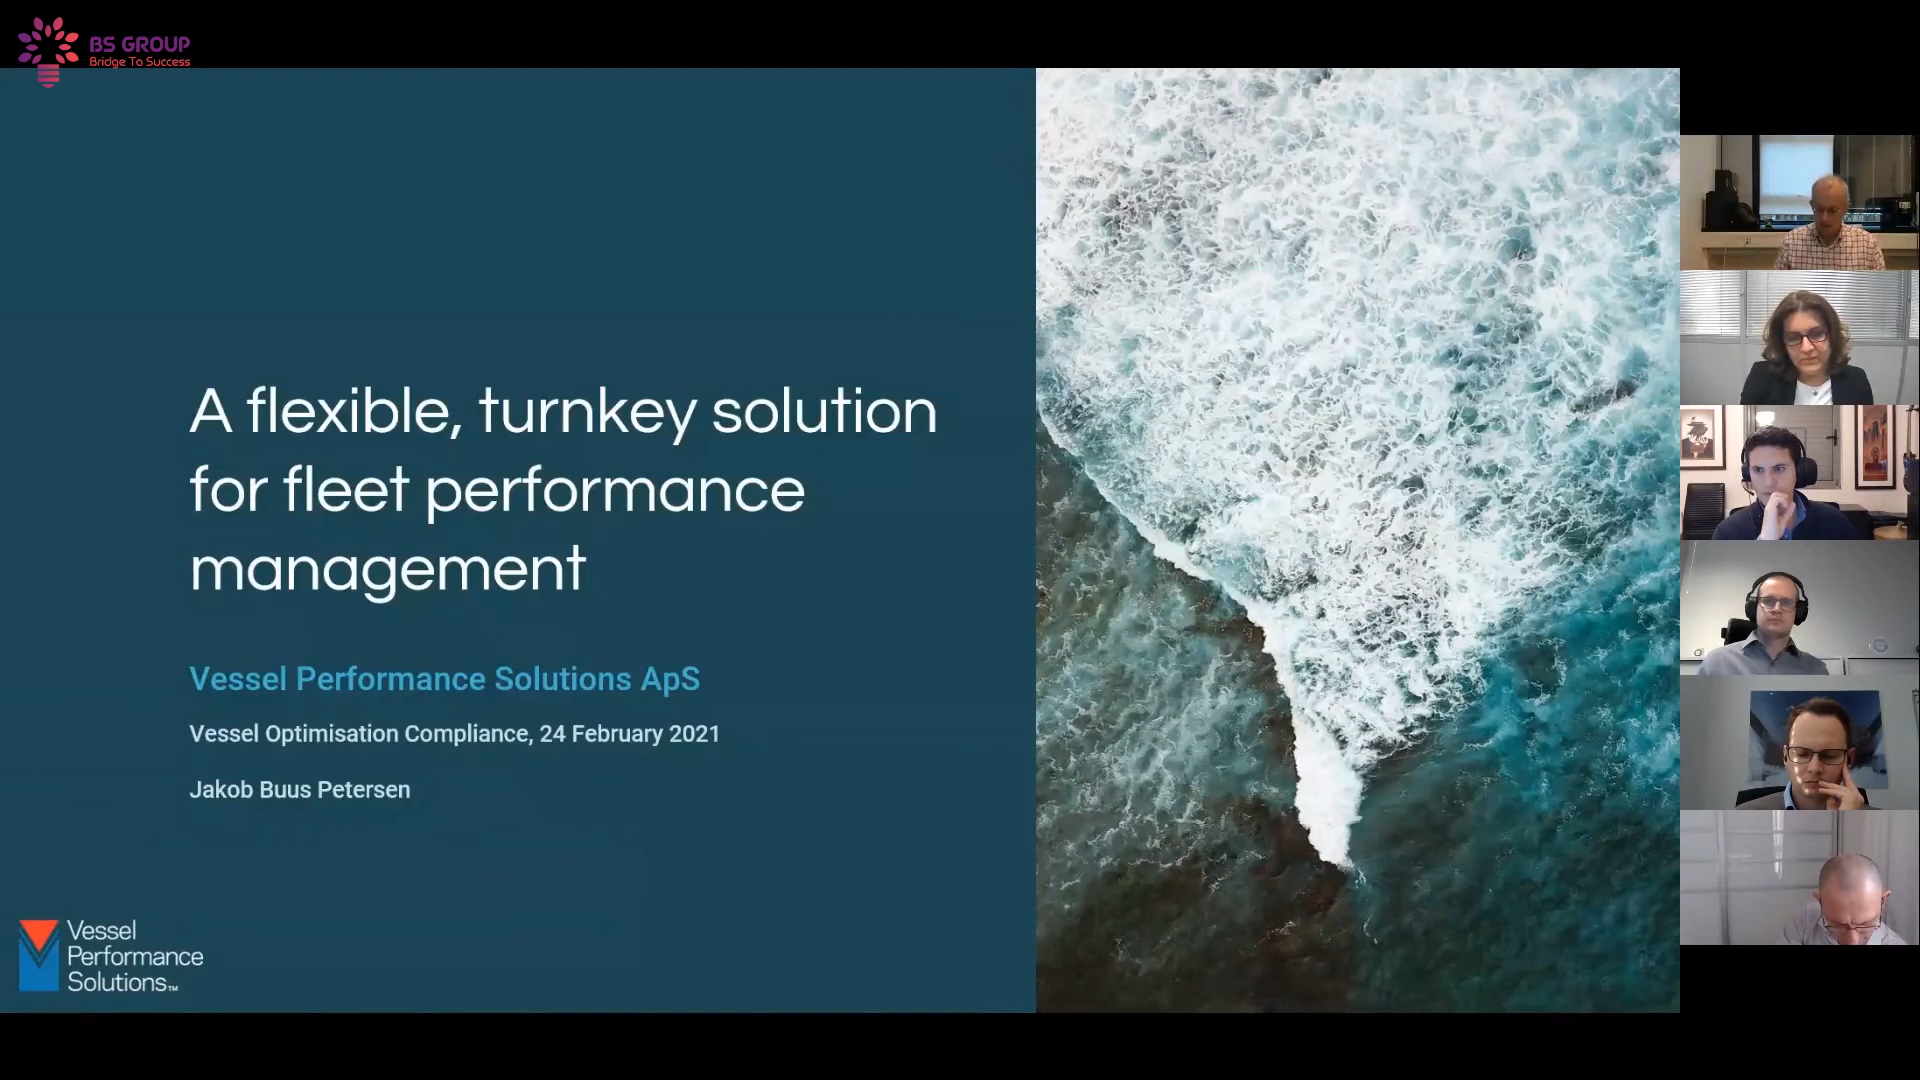 BS GROUP
Bridge To Success
A flexible, turnkey solution
for fleet performance
management
Vessel Performance Solutions ApS
Vessel Optimisation Compliance, 24 February 2021
Jakob Buus Petersen
Vessel
Performance
Solutions™